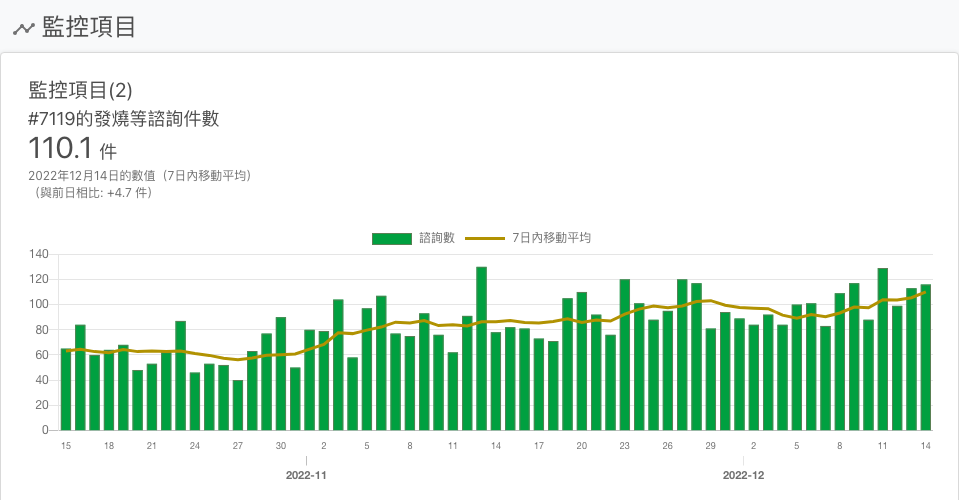 監控項目
監控項目(2)
#7119的發燒等諮詢件數
110.1 件
2022年12月14日的數值（7日內移動平均）
（與前日相比: +4.7 件）
諮詢數 7日內移動平均
140
120
100
80
60
40
20
0
15 18 21 24 27 30 2 5 8 11 14 17 20 23 26 29 2 5 8 11 14
2022-11 2022-12